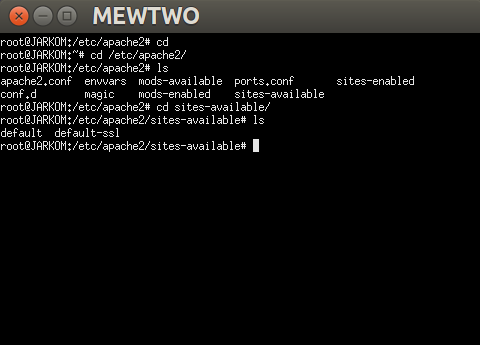 MEWTWO
root@JARKOM:/etc/apache2# cd
root@JARKOM:~# cd /etc/apache2/
root@JARKOM:/etc/apache2# ls
apache2.conf  envvars  mods-available  ports.conf      sites-enabled
conf.d        magic    mods-enabled    sites-available
root@JARKOM:/etc/apache2# cd sites-available/
root@JARKOM:/etc/apache2/sites-available# ls
default  default-ssl
root@JARKOM:/etc/apache2/sites-available#